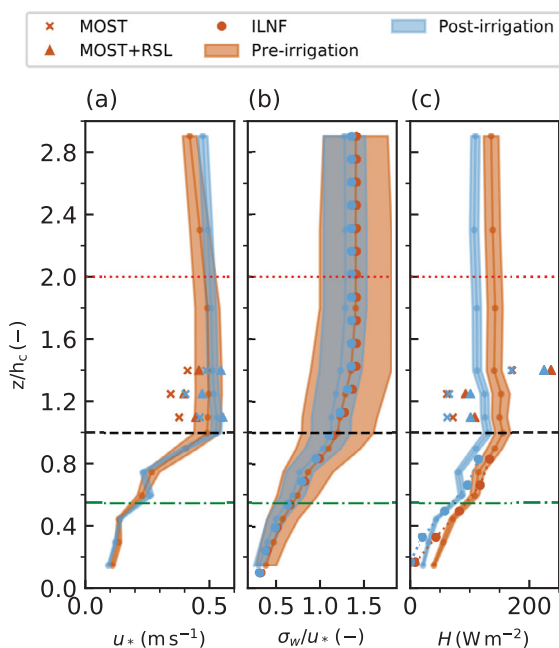 MOST ILNF Post-irrigation
MOST+RSL Pre-irrigation
(a) (b) (c)
2.8
2.4
2.0
1.6
1.2
0.8
0.4
0.0
z/h_c (−)
0.5 0.5 1.0 1.5 0 200
u_* (m s⁻¹) σ_w/u_* (−) H (W m⁻²)